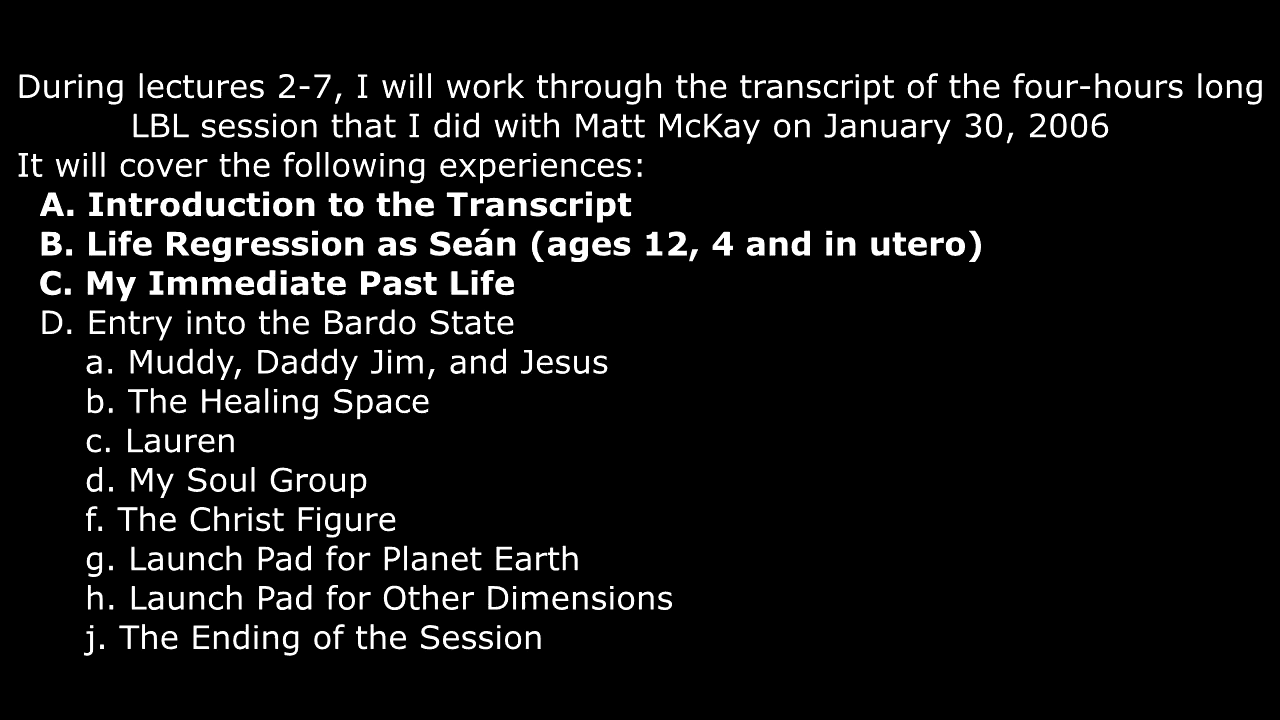 During lectures 2-7, I will work through the transcript of the four-hours long
LBL session that I did with Matt McKay on January 30, 2006
It will cover the following experiences:
A. Introduction to the Transcript
B. Life Regression as Seán (ages 12, 4 and in utero)
C. My Immediate Past Life
D. Entry into the Bardo State
a. Muddy, Daddy Jim, and Jesus
b. The Healing Space
c. Lauren
d. My Soul Group
f. The Christ Figure
g. Launch Pad for Planet Earth
h. Launch Pad for Other Dimensions
j. The Ending of the Session